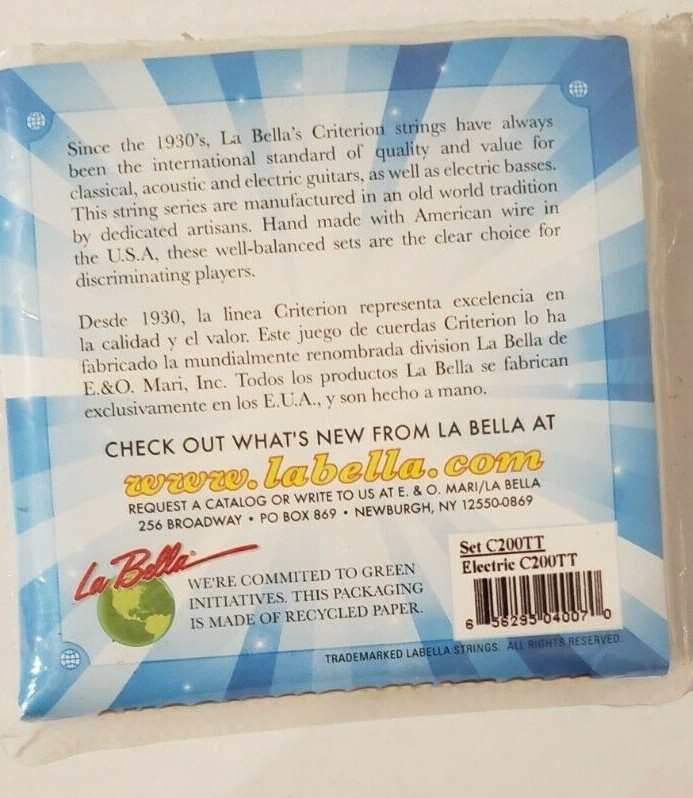 Since the 1930's, La Bella's Criterion strings have always
been the international standard of quality and value for
classical, acoustic and electric guitars, as well as electric basses.
This string series are manufactured in an old world tradition
by dedicated artisans. Hand made with American wire in
the U.S.A, these well-balanced sets are the clear choice for
discriminating players.
Desde 1930, la linea Criterion representa excelencia en
la calidad y el valor. Este juego de cuerdas Criterion lo ha
fabricado la mundialmente renombrada division La Bella de
E.&O. Mari, Inc. Todos los productos La Bella se fabrican
exclusivamente en los E.U.A., y son hecho a mano.
CHECK OUT WHAT'S NEW FROM LA BELLA AT
www.labella.com
REQUEST A CATALOG OR WRITE TO US AT E. & O. MARI/LA BELLA
256 BROADWAY • PO BOX 869 • NEWBURGH, NY 12550-0869
La Bella
WE'RE COMMITED TO GREEN
INITIATIVES. THIS PACKAGING
IS MADE OF RECYCLED PAPER.
Set C200TT
Electric C200TT
6 56295 04007 0
TRADEMARKED LABELLA STRINGS. ALL RIGHTS RESERVED.